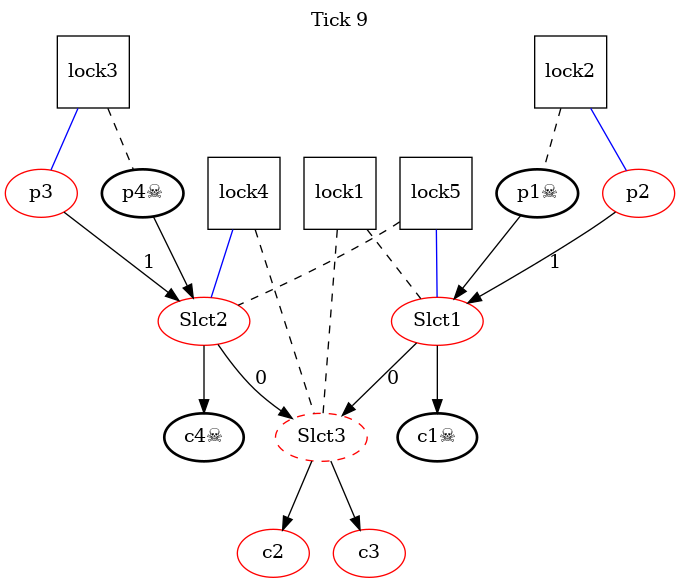 Tick 9
lock3
lock2
p3
p4☠
lock4
lock1
lock5
p1☠
p2
1
1
Slct2
Slct1
0
0
c4☠
Slct3
c1☠
c2
c3